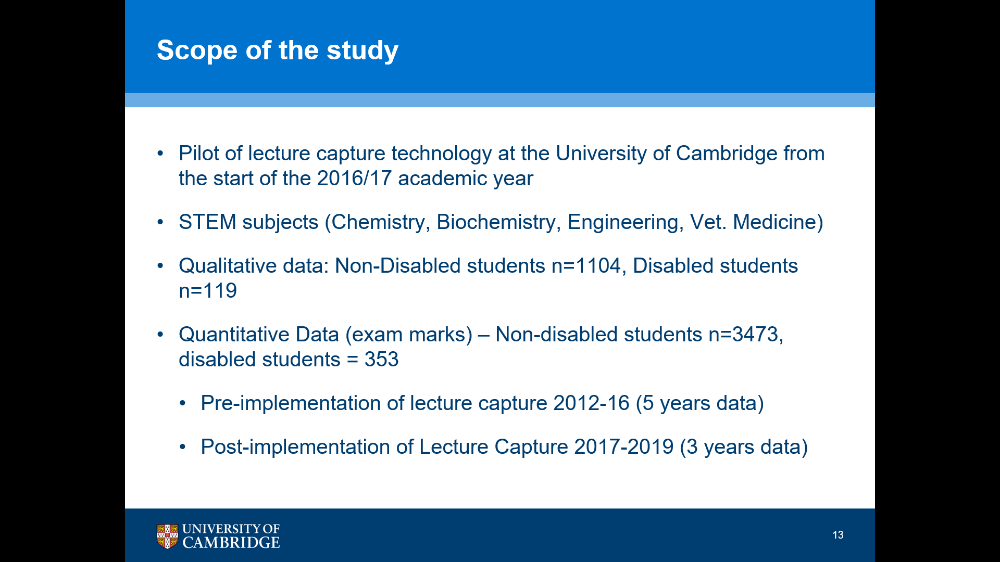 Scope of the study
• Pilot of lecture capture technology at the University of Cambridge from
the start of the 2016/17 academic year
• STEM subjects (Chemistry, Biochemistry, Engineering, Vet. Medicine)
• Qualitative data: Non-Disabled students n=1104, Disabled students
n=119
• Quantitative Data (exam marks) – Non-disabled students n=3473,
disabled students = 353
• Pre-implementation of lecture capture 2012-16 (5 years data)
• Post-implementation of Lecture Capture 2017-2019 (3 years data)
UNIVERSITY OF
CAMBRIDGE
13